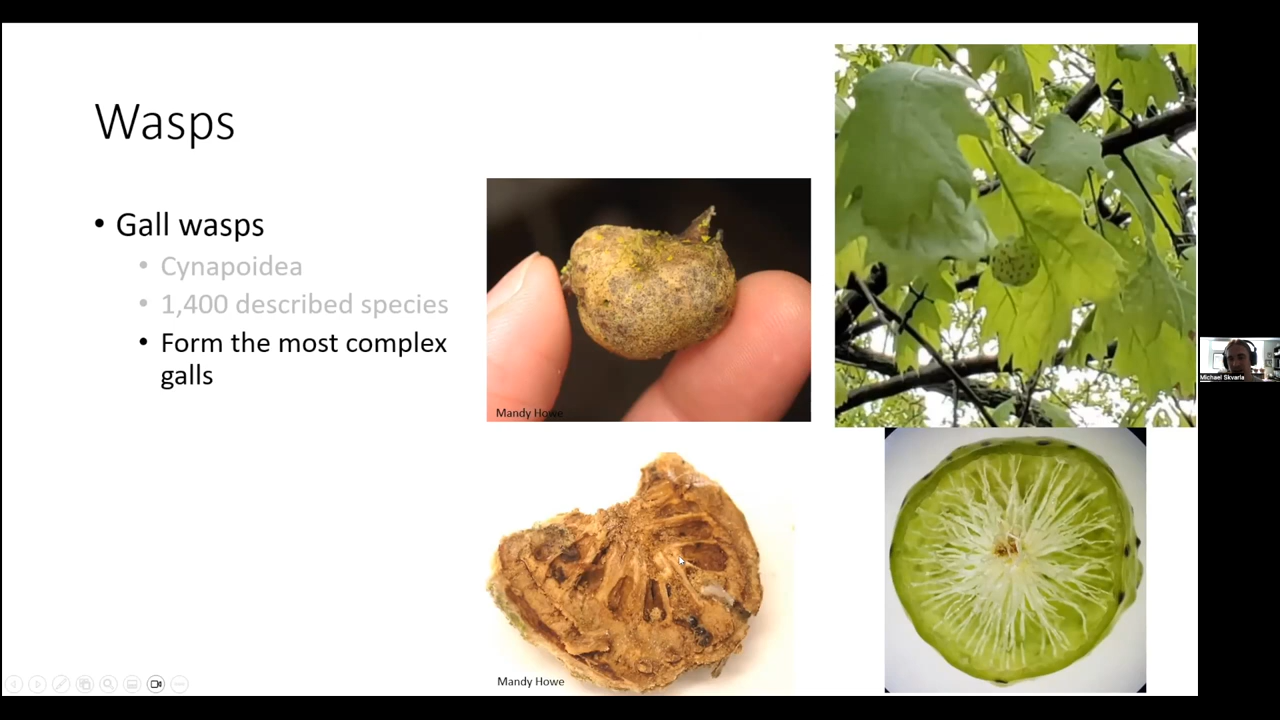 Wasps
• Gall wasps
• Cynapoidea
• 1,400 described species
• Form the most complex
galls
Mandy Howe
Mandy Howe
Michael Skvarla